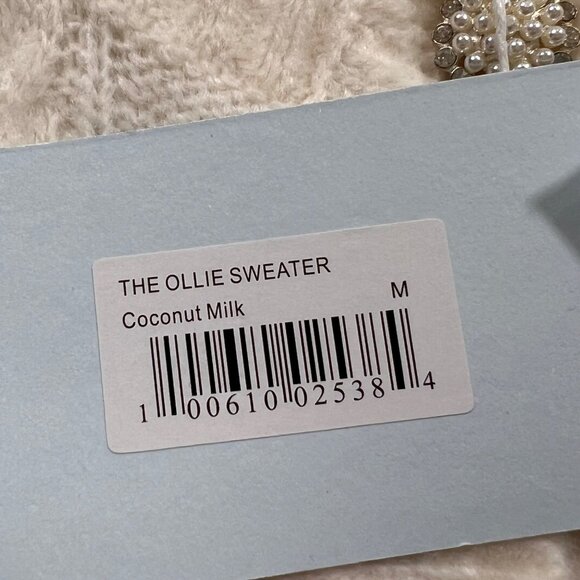 THE OLLIE SWEATER
Coconut Milk M
1 00610 02538 4